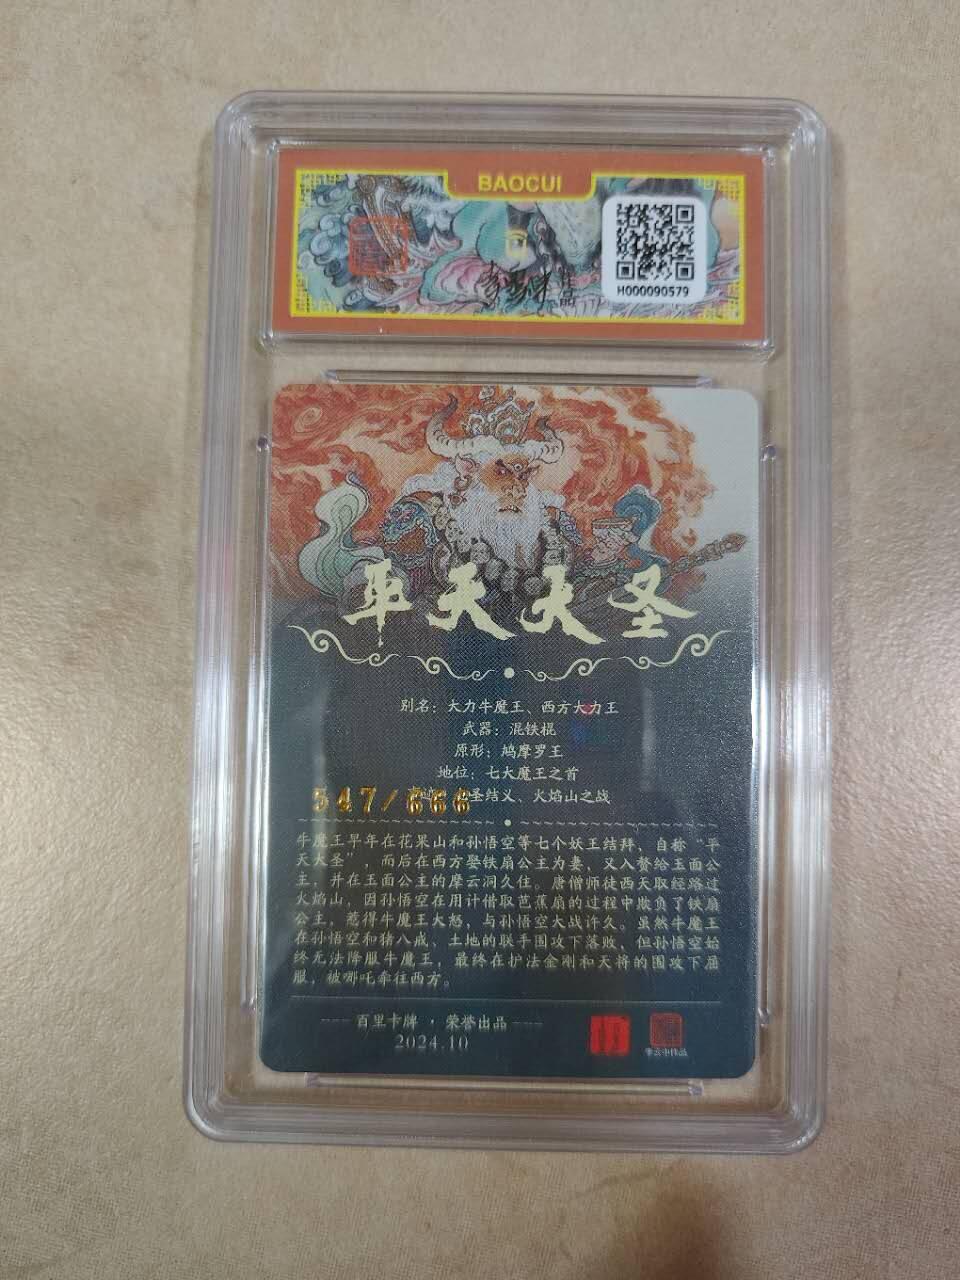 BAOCUI
H000090579
平天大圣
别名：大力牛魔王、西方大力王
武器：混铁棍
原形：鸠摩罗王
地位：七大魔王之首
圣结义、火焰山之战
547/666
牛魔王早年在花果山和孙悟空等七个妖王结拜，自称“平
天大圣”，而后在西方娶铁扇公主为妻，又入赘给玉面公
主，并在玉面公主的摩云洞久住。唐僧师徒西天取经路过
火焰山，因孙悟空在用计借取芭蕉扇的过程中欺负了铁扇
公主，惹得牛魔王大怒，与孙悟空大战许久。虽然牛魔王
在孙悟空和猪八戒、土地的联手围攻下落败，但孙悟空始
终无法降服牛魔王，最终在护法金刚和天将的围攻下屈
服，被哪吒牵往西方。
--- 百里卡牌 · 荣誉出品 ---
2024.10
李云中作品